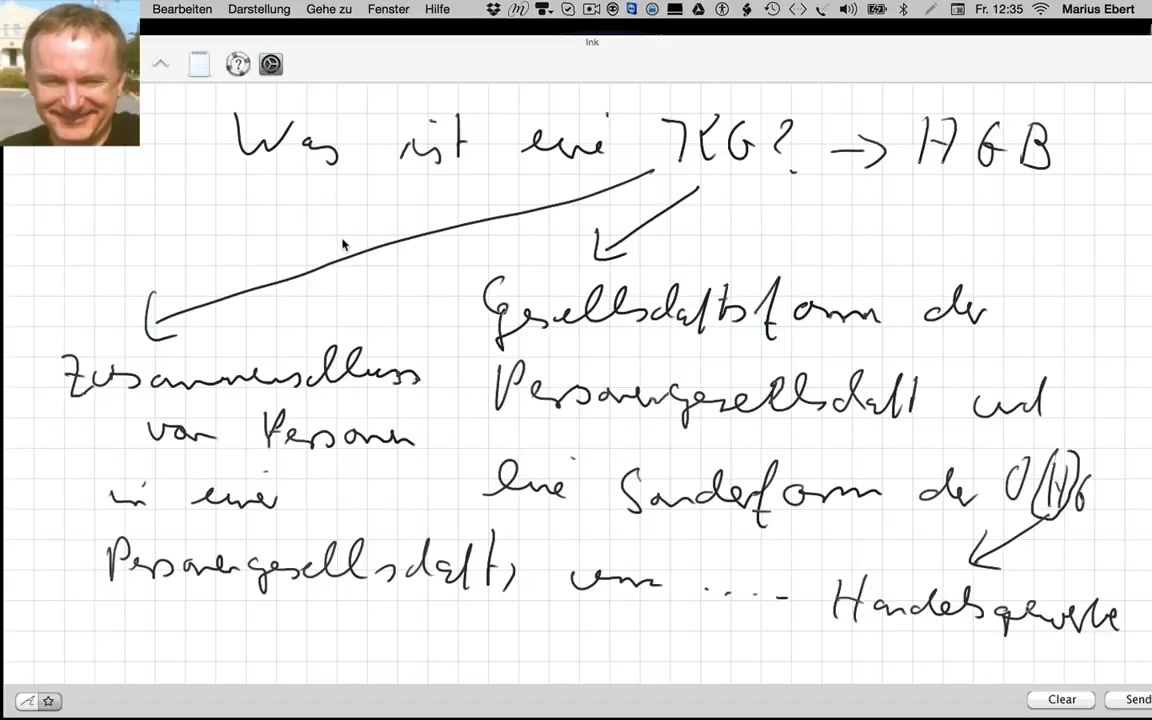 Bearbeiten Darstellung Gehe zu Fenster Hilfe Fr. 12:35 Marius Ebert
Ink
Was ist eine KG? → HGB
Gesellschaftsform der
Personengesellschaft und
eine Sonderform der OHG
Handelsgewerbe
Zusammenschluss
von Personen
in einer
Personengesellschaft, um .....
Clear Send